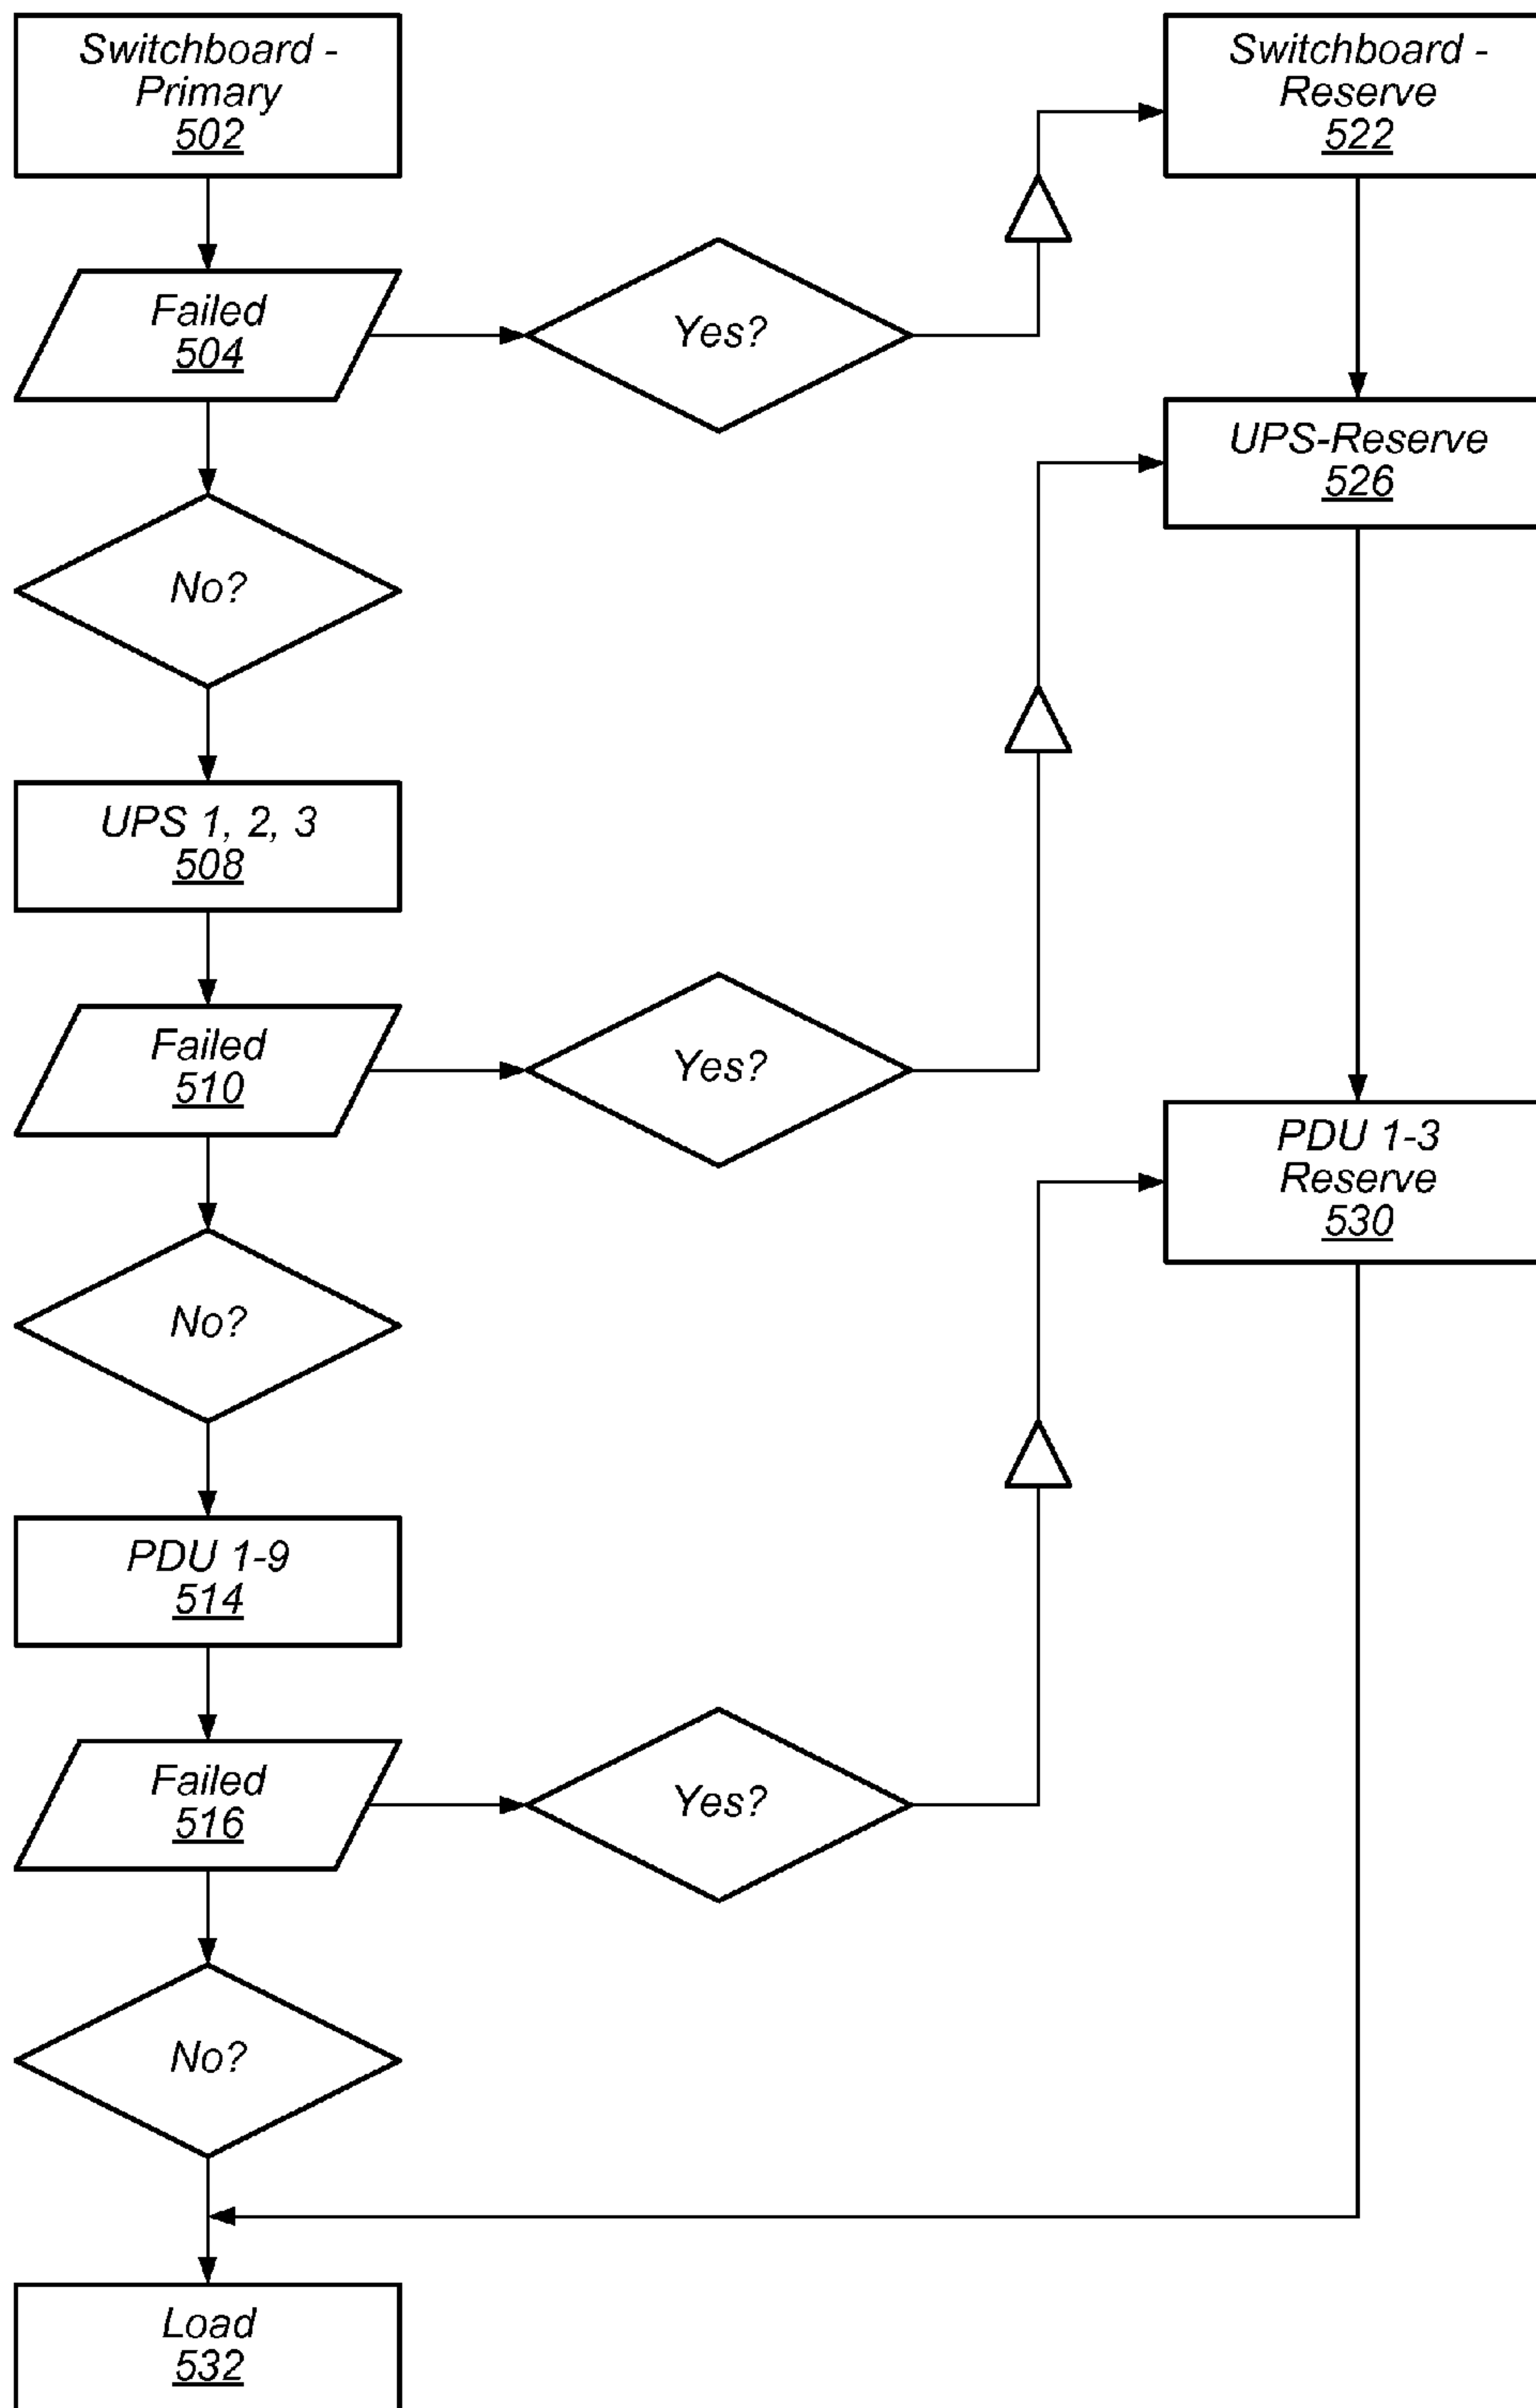 Switchboard -
Primary
502
Switchboard -
Reserve
522
Failed
504
Yes?
UPS-Reserve
526
No?
UPS 1, 2, 3
508
Failed
510
Yes?
PDU 1-3
Reserve
530
No?
PDU 1-9
514
Failed
516
Yes?
No?
Load
532